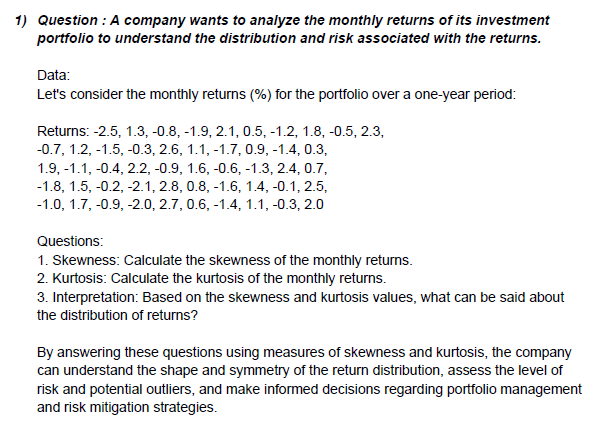 1) Question : A company wants to analyze the monthly returns of its investment
portfolio to understand the distribution and risk associated with the returns.
Data:
Let's consider the monthly returns (%) for the portfolio over a one-year period:
Returns: -2.5, 1.3, -0.8, -1.9, 2.1, 0.5, -1.2, 1.8, -0.5, 2.3,
-0.7, 1.2, -1.5, -0.3, 2.6, 1.1, -1.7, 0.9, -1.4, 0.3,
1.9, -1.1, -0.4, 2.2, -0.9, 1.6, -0.6, -1.3, 2.4, 0.7,
-1.8, 1.5, -0.2, -2.1, 2.8, 0.8, -1.6, 1.4, -0.1, 2.5,
-1.0, 1.7, -0.9, -2.0, 2.7, 0.6, -1.4, 1.1, -0.3, 2.0
Questions:
1. Skewness: Calculate the skewness of the monthly returns.
2. Kurtosis: Calculate the kurtosis of the monthly returns.
3. Interpretation: Based on the skewness and kurtosis values, what can be said about
the distribution of returns?
By answering these questions using measures of skewness and kurtosis, the company
can understand the shape and symmetry of the return distribution, assess the level of
risk and potential outliers, and make informed decisions regarding portfolio management
and risk mitigation strategies.